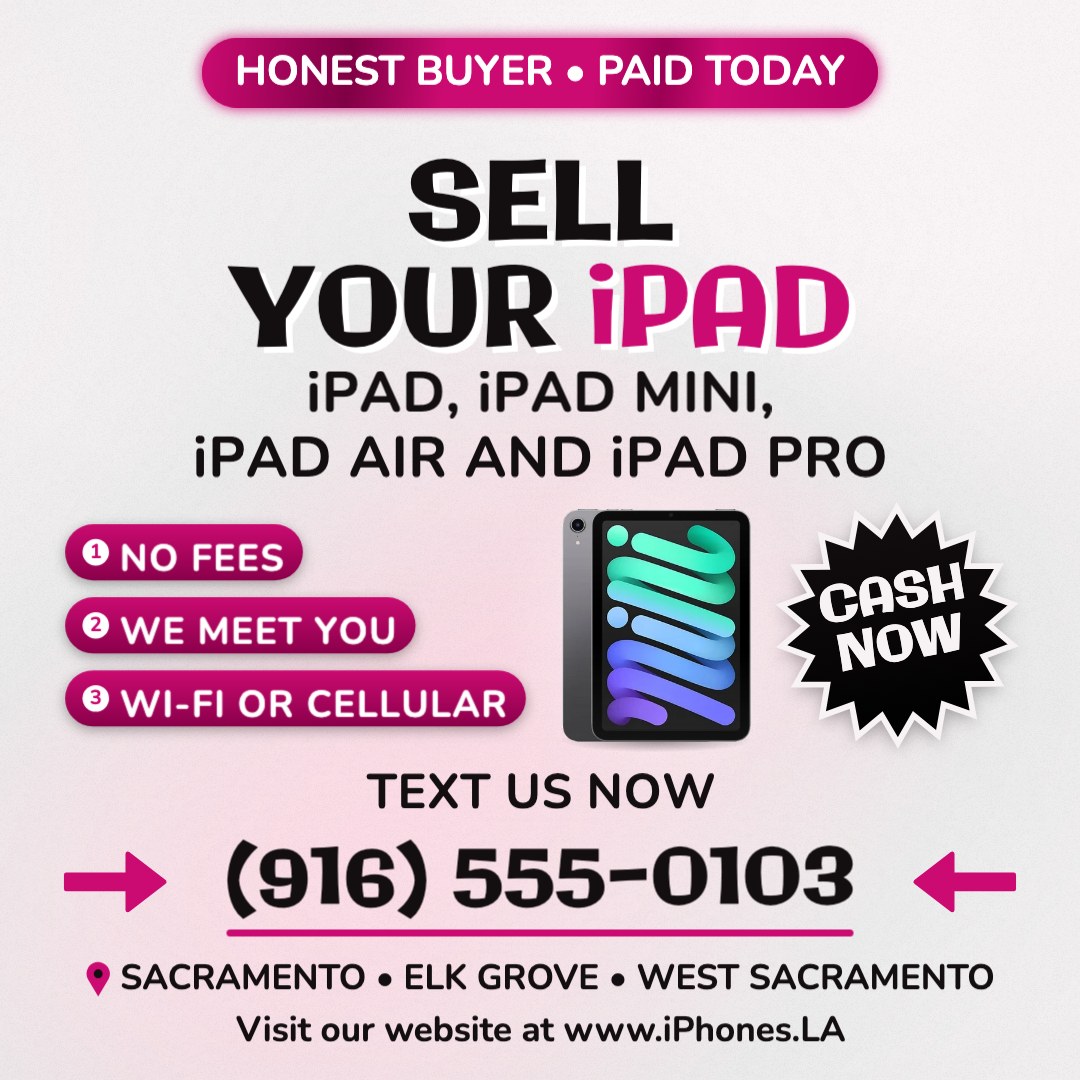 HONEST BUYER • PAID TODAY
SELL
YOUR iPAD
iPAD, iPAD MINI,
iPAD AIR AND iPAD PRO
1 NO FEES
2 WE MEET YOU
3 WI-FI OR CELLULAR
CASH
NOW
TEXT US NOW
(916) 555-0103
SACRAMENTO • ELK GROVE • WEST SACRAMENTO
Visit our website at www.iPhones.LA